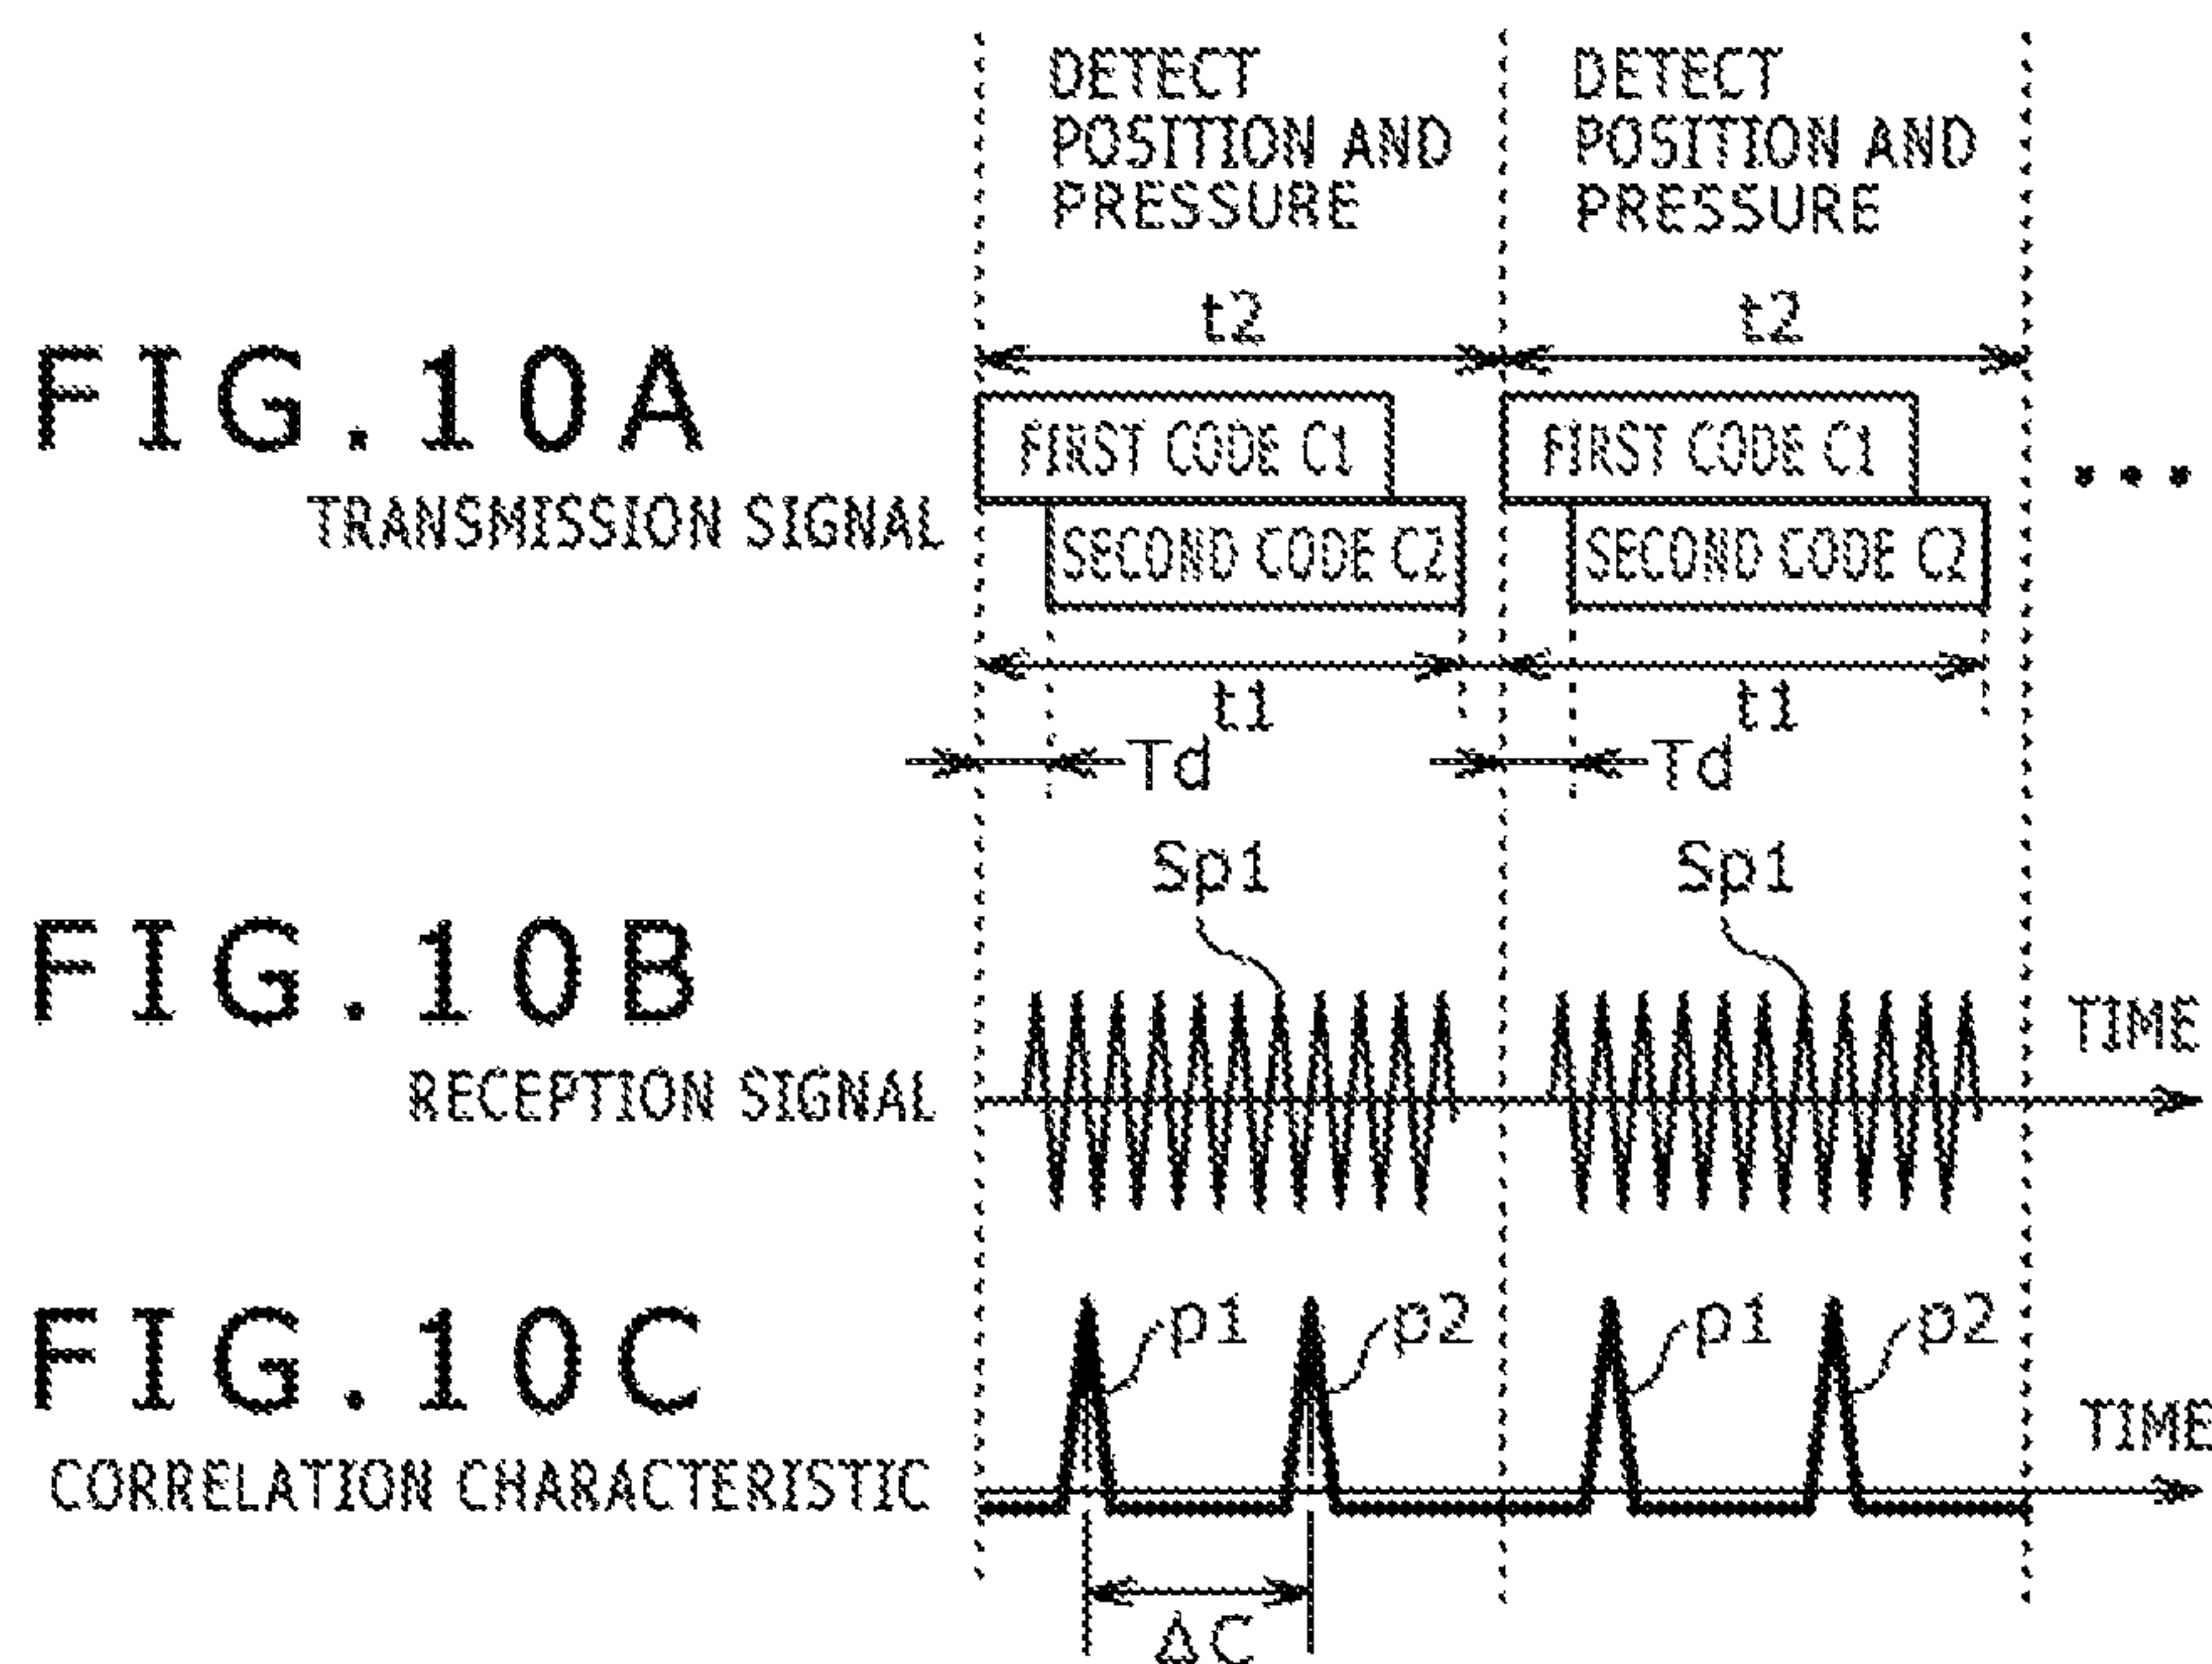 DETECT POSITION AND PRESSURE
DETECT POSITION AND PRESSURE
t2
t2
FIG.10A
TRANSMISSION SIGNAL
FIRST CODE C1
FIRST CODE C1
SECOND CODE C2
SECOND CODE C2
...
t1
t1
Td
Td
Sp1
Sp1
FIG.10B
RECEPTION SIGNAL
TIME
FIG.10C
CORRELATION CHARACTERISTIC
p1
p2
p1
p2
TIME
ΔC